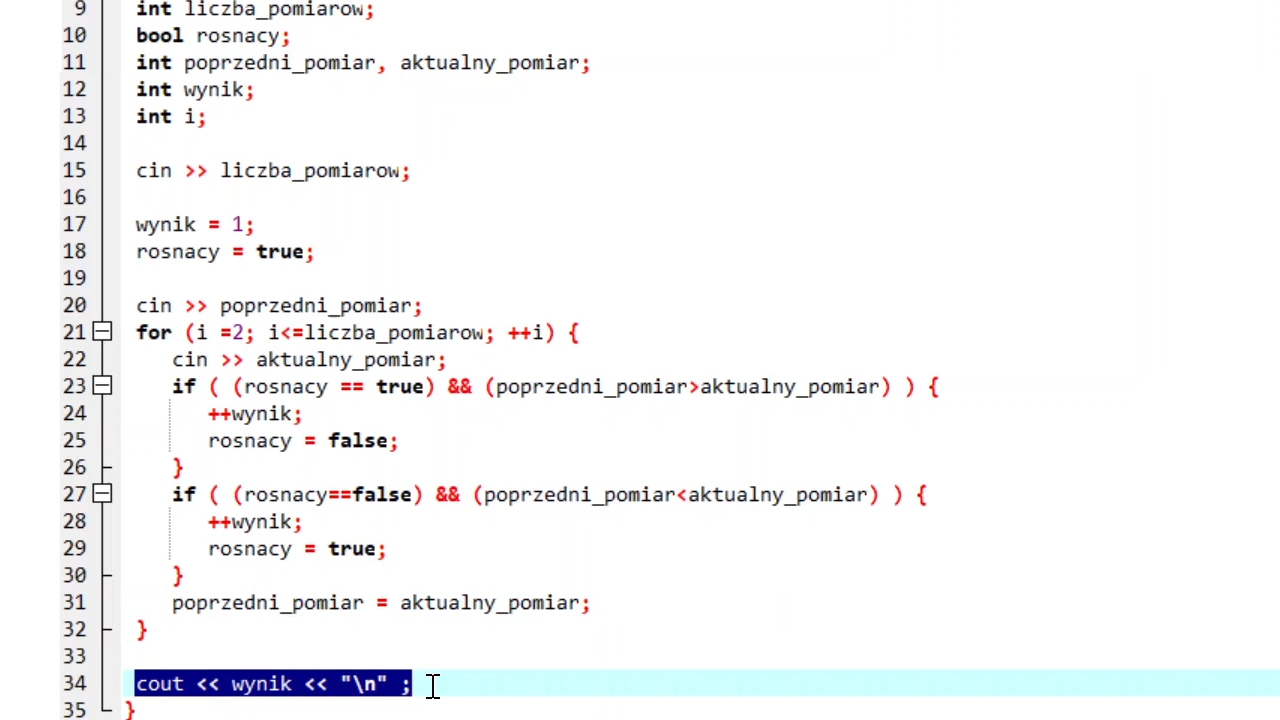 9 int liczba_pomiarow;
10 bool rosnacy;
11 int poprzedni_pomiar, aktualny_pomiar;
12 int wynik;
13 int i;
14
15 cin >> liczba_pomiarow;
16
17 wynik = 1;
18 rosnacy = true;
19
20 cin >> poprzedni_pomiar;
21 for (i =2; i<=liczba_pomiarow; ++i) {
22 cin >> aktualny_pomiar;
23 if ( (rosnacy == true) && (poprzedni_pomiar>aktualny_pomiar) ) {
24 ++wynik;
25 rosnacy = false;
26 }
27 if ( (rosnacy==false) && (poprzedni_pomiar<aktualny_pomiar) ) {
28 ++wynik;
29 rosnacy = true;
30 }
31 poprzedni_pomiar = aktualny_pomiar;
32 }
33
34 cout << wynik << "\n" ;
35 }